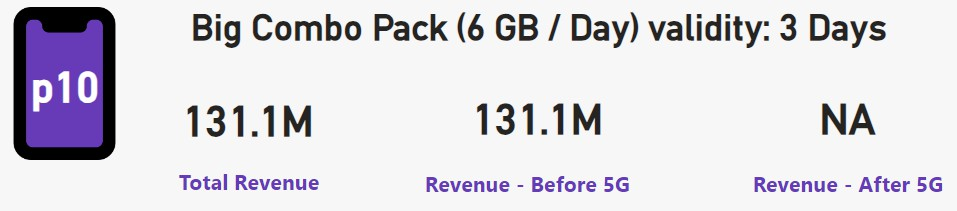 Big Combo Pack (6 GB / Day) validity: 3 Days
p10
131.1M 131.1M NA
Total Revenue Revenue - Before 5G Revenue - After 5G